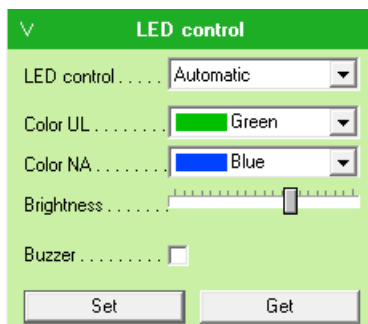 V LED control
LED control . . . . . Automatic
Color UL . . . . . . . . Green
Color NA . . . . . . . . Blue
Brightness . . . . . . .
Buzzer . . . . . . . . .
Set Get